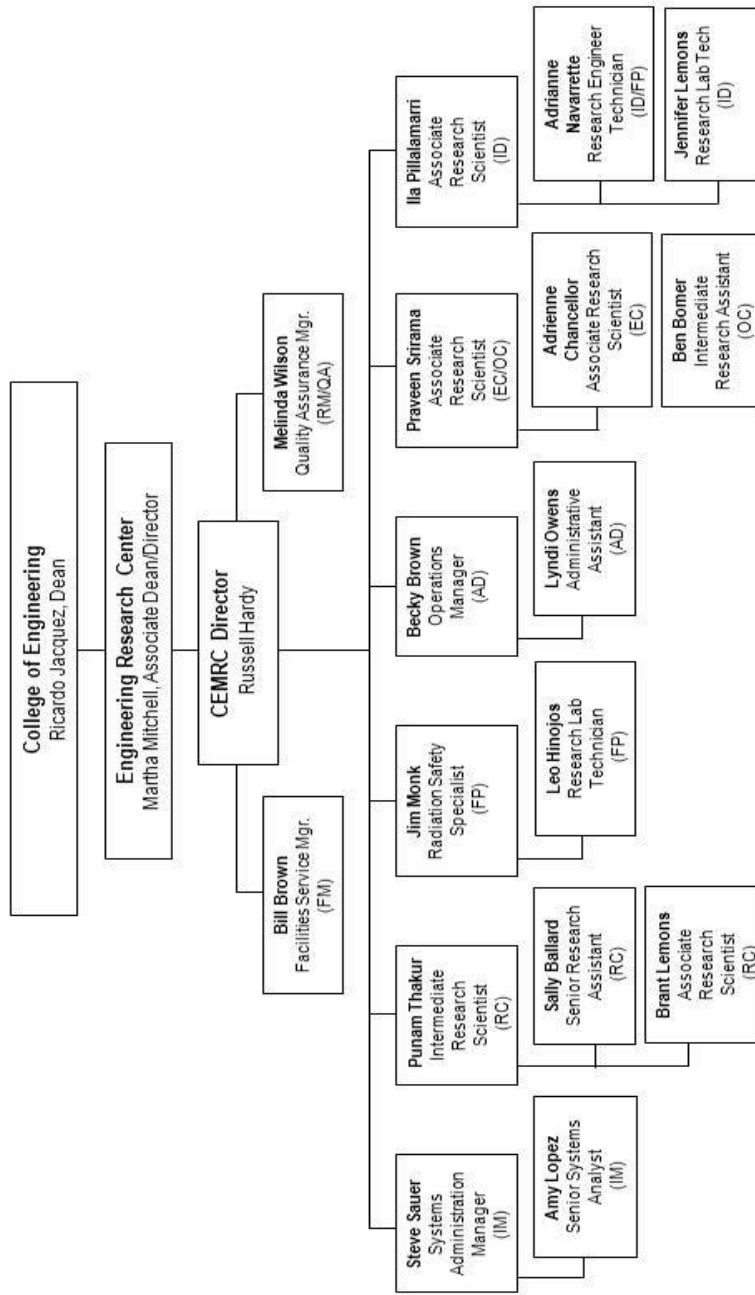 College of Engineering
Ricardo Jacquez, Dean
Engineering Research Center
Martha Mitchell, Associate Dean/Director
CEMRC Director
Russell Hardy
Bill Brown
Facilities Service Mgr.
(FM)
Melinda Wilson
Quality Assurance Mgr.
(RM/QA)
Steve Sauer
Systems
Administration
Manager
(IM)
Punam Thakur
Intermediate
Research
Scientist
(RC)
Jim Monk
Radiation Safety
Specialist
(FP)
Becky Brown
Operations
Manager
(AD)
Praveen Srirama
Associate
Research
Scientist
(EC/OC)
Ila Pillalamarri
Associate
Research
Scientist
(ID)
Amy Lopez
Senior Systems
Analyst
(IM)
Sally Ballard
Senior Research
Assistant
(RC)
Leo Hinojos
Research Lab
Technician
(FP)
Lyndi Owens
Administrative
Assistant
(AD)
Adrienne
Chancellor
Associate Research
Scientist
(EC)
Adrianne
Navarrette
Research Engineer
Technician
(ID/FP)
Brant Lemons
Associate
Research
Scientist
(RC)
Ben Bomer
Intermediate
Research Assistant
(OC)
Jennifer Lemons
Research Lab Tech
(ID)